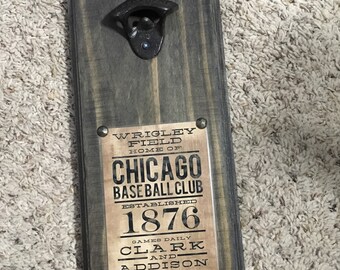 WRIGLEY
FIELD
HOME OF
CHICAGO
BASEBALL CLUB
ESTABLISHED
1876
GAMES DAILY
CLARK
AND
ADDISON